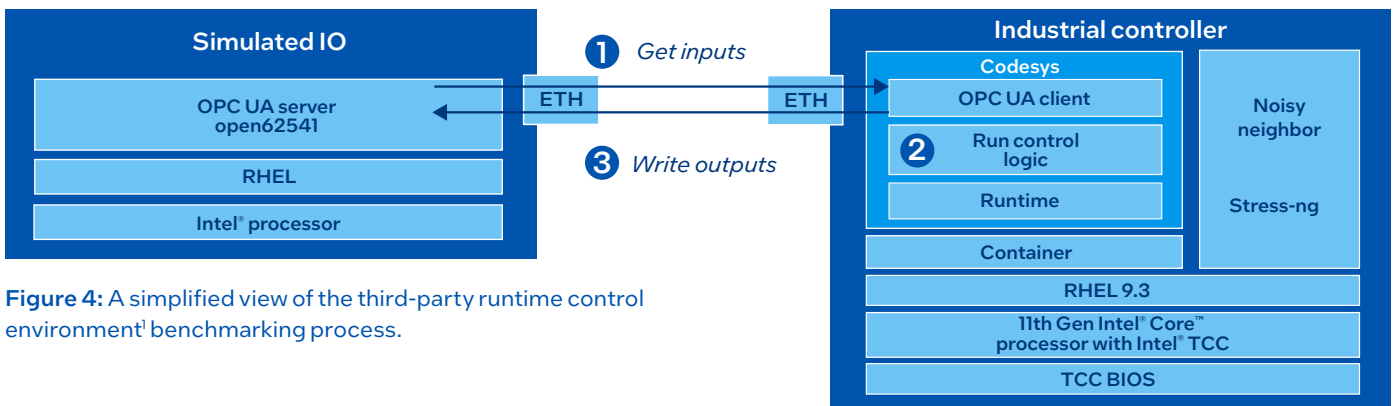 Simulated IO
OPC UA server
open62541
RHEL
Intel® processor
ETH
1 Get inputs
3 Write outputs
ETH
Industrial controller
Codesys
OPC UA client
2 Run control
logic
Runtime
Container
Noisy
neighbor
Stress-ng
RHEL 9.3
11th Gen Intel® Core™
processor with Intel® TCC
TCC BIOS
Figure 4: A simplified view of the third-party runtime control
environment¹ benchmarking process.